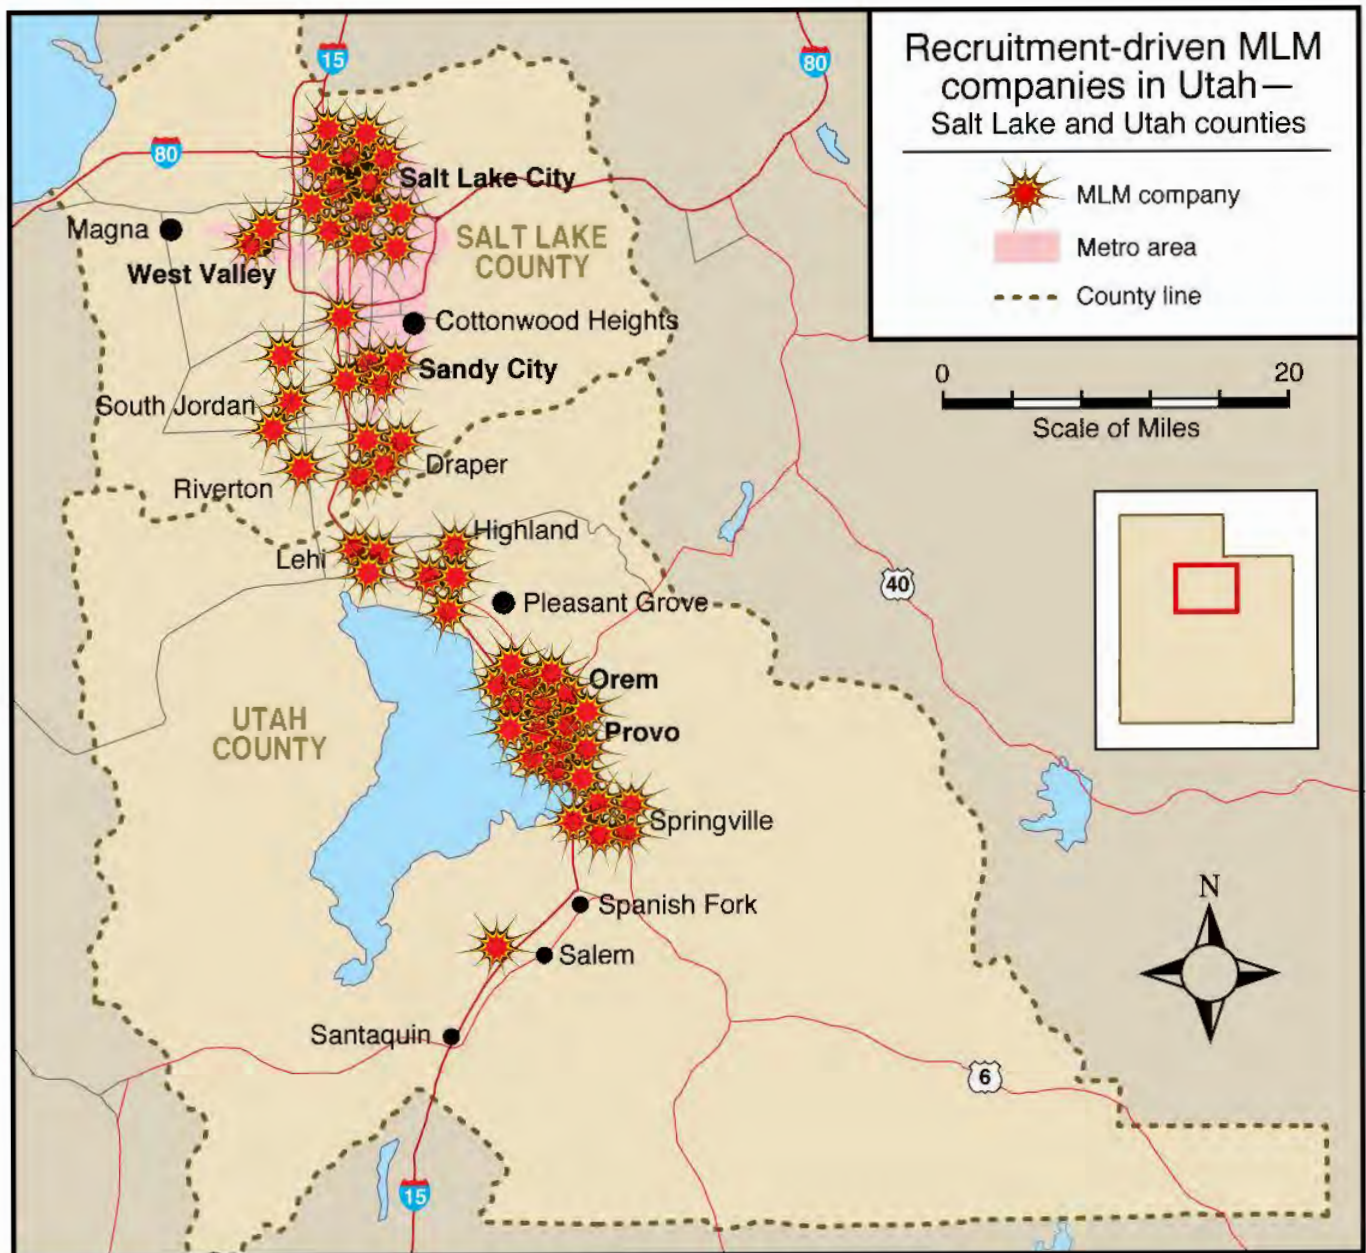 Recruitment-driven MLM
companies in Utah—
Salt Lake and Utah counties
MLM company
Metro area
County line
0 20
Scale of Miles
15
80
80
Salt Lake City
Magna
SALT LAKE
COUNTY
West Valley
Cottonwood Heights
Sandy City
South Jordan
Draper
Riverton
Highland
Lehi
40
Pleasant Grove
Orem
UTAH
COUNTY
Provo
Springville
N
Spanish Fork
Salem
Santaquin
6
15